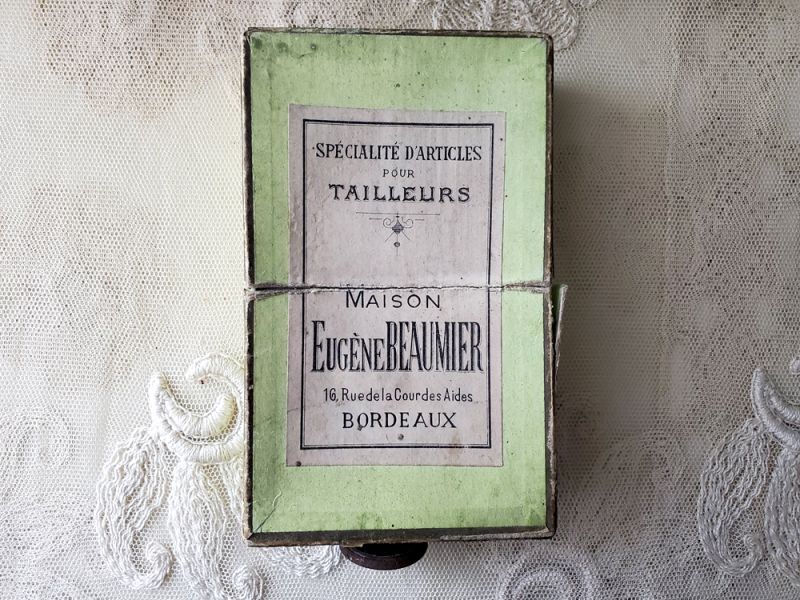 SPÉCIALITÉ D'ARTICLES
POUR
TAILLEURS
MAISON
EUGÈNE BEAUMIER
16, Rue de la Cour des Aides
BORDEAUX